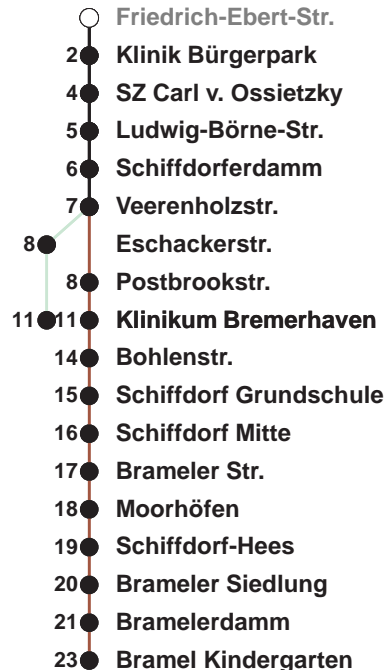 Friedrich-Ebert-Str.
2 Klinik Bürgerpark
4 SZ Carl v. Ossietzky
5 Ludwig-Börne-Str.
6 Schiffdorferdamm
7 Veerenholzstr.
8 Eschackerstr.
8 Postbrookstr.
11 11 Klinikum Bremerhaven
14 Bohlenstr.
15 Schiffdorf Grundschule
16 Schiffdorf Mitte
17 Brameler Str.
18 Moorhöfen
19 Schiffdorf-Hees
20 Brameler Siedlung
21 Bramelerdamm
23 Bramel Kindergarten